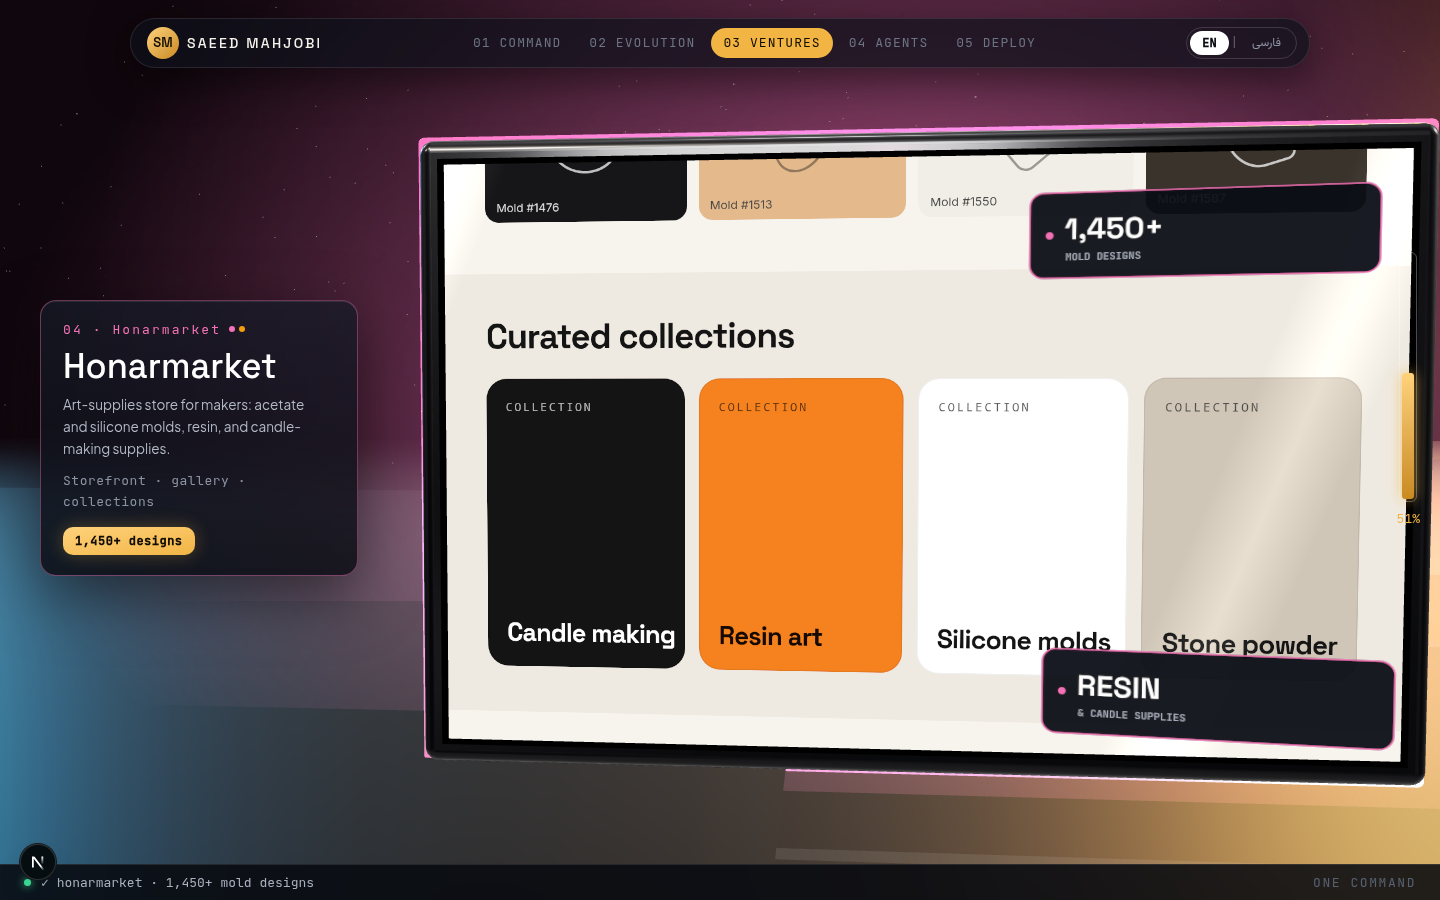 SM SAEED MAHJOBI
01 COMMAND
02 EVOLUTION
03 VENTURES
04 AGENTS
05 DEPLOY
EN | فارسی
04 · Honarmarket
Honarmarket
Art-supplies store for makers: acetate
and silicone molds, resin, and candle-
making supplies.
Storefront · gallery ·
collections
1,450+ designs
Mold #1476
Mold #1513
Mold #1550
Mold #1587
1,450+
MOLD DESIGNS
Curated collections
COLLECTION
Candle making
COLLECTION
Resin art
COLLECTION
Silicone molds
COLLECTION
Stone powder
RESIN
& CANDLE SUPPLIES
51%
N
✓ honarmarket · 1,450+ mold designs
ONE COMMAND